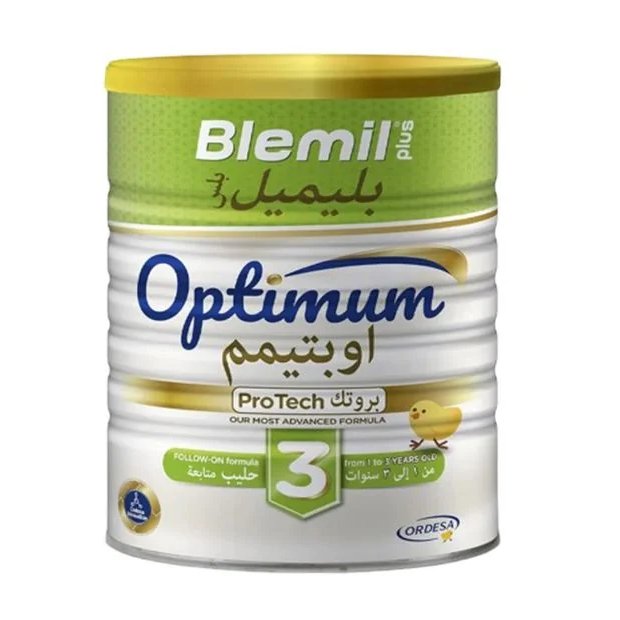 Blemil plus
بليميل بلس
Optimum
اوبتيمم
ProTech بروتك
OUR MOST ADVANCED FORMULA
FOLLOW-ON formula
حليب متابعة
3
from 1 to 3 YEARS OLD
من ١ إلى ٣ سنوات
ORDESA